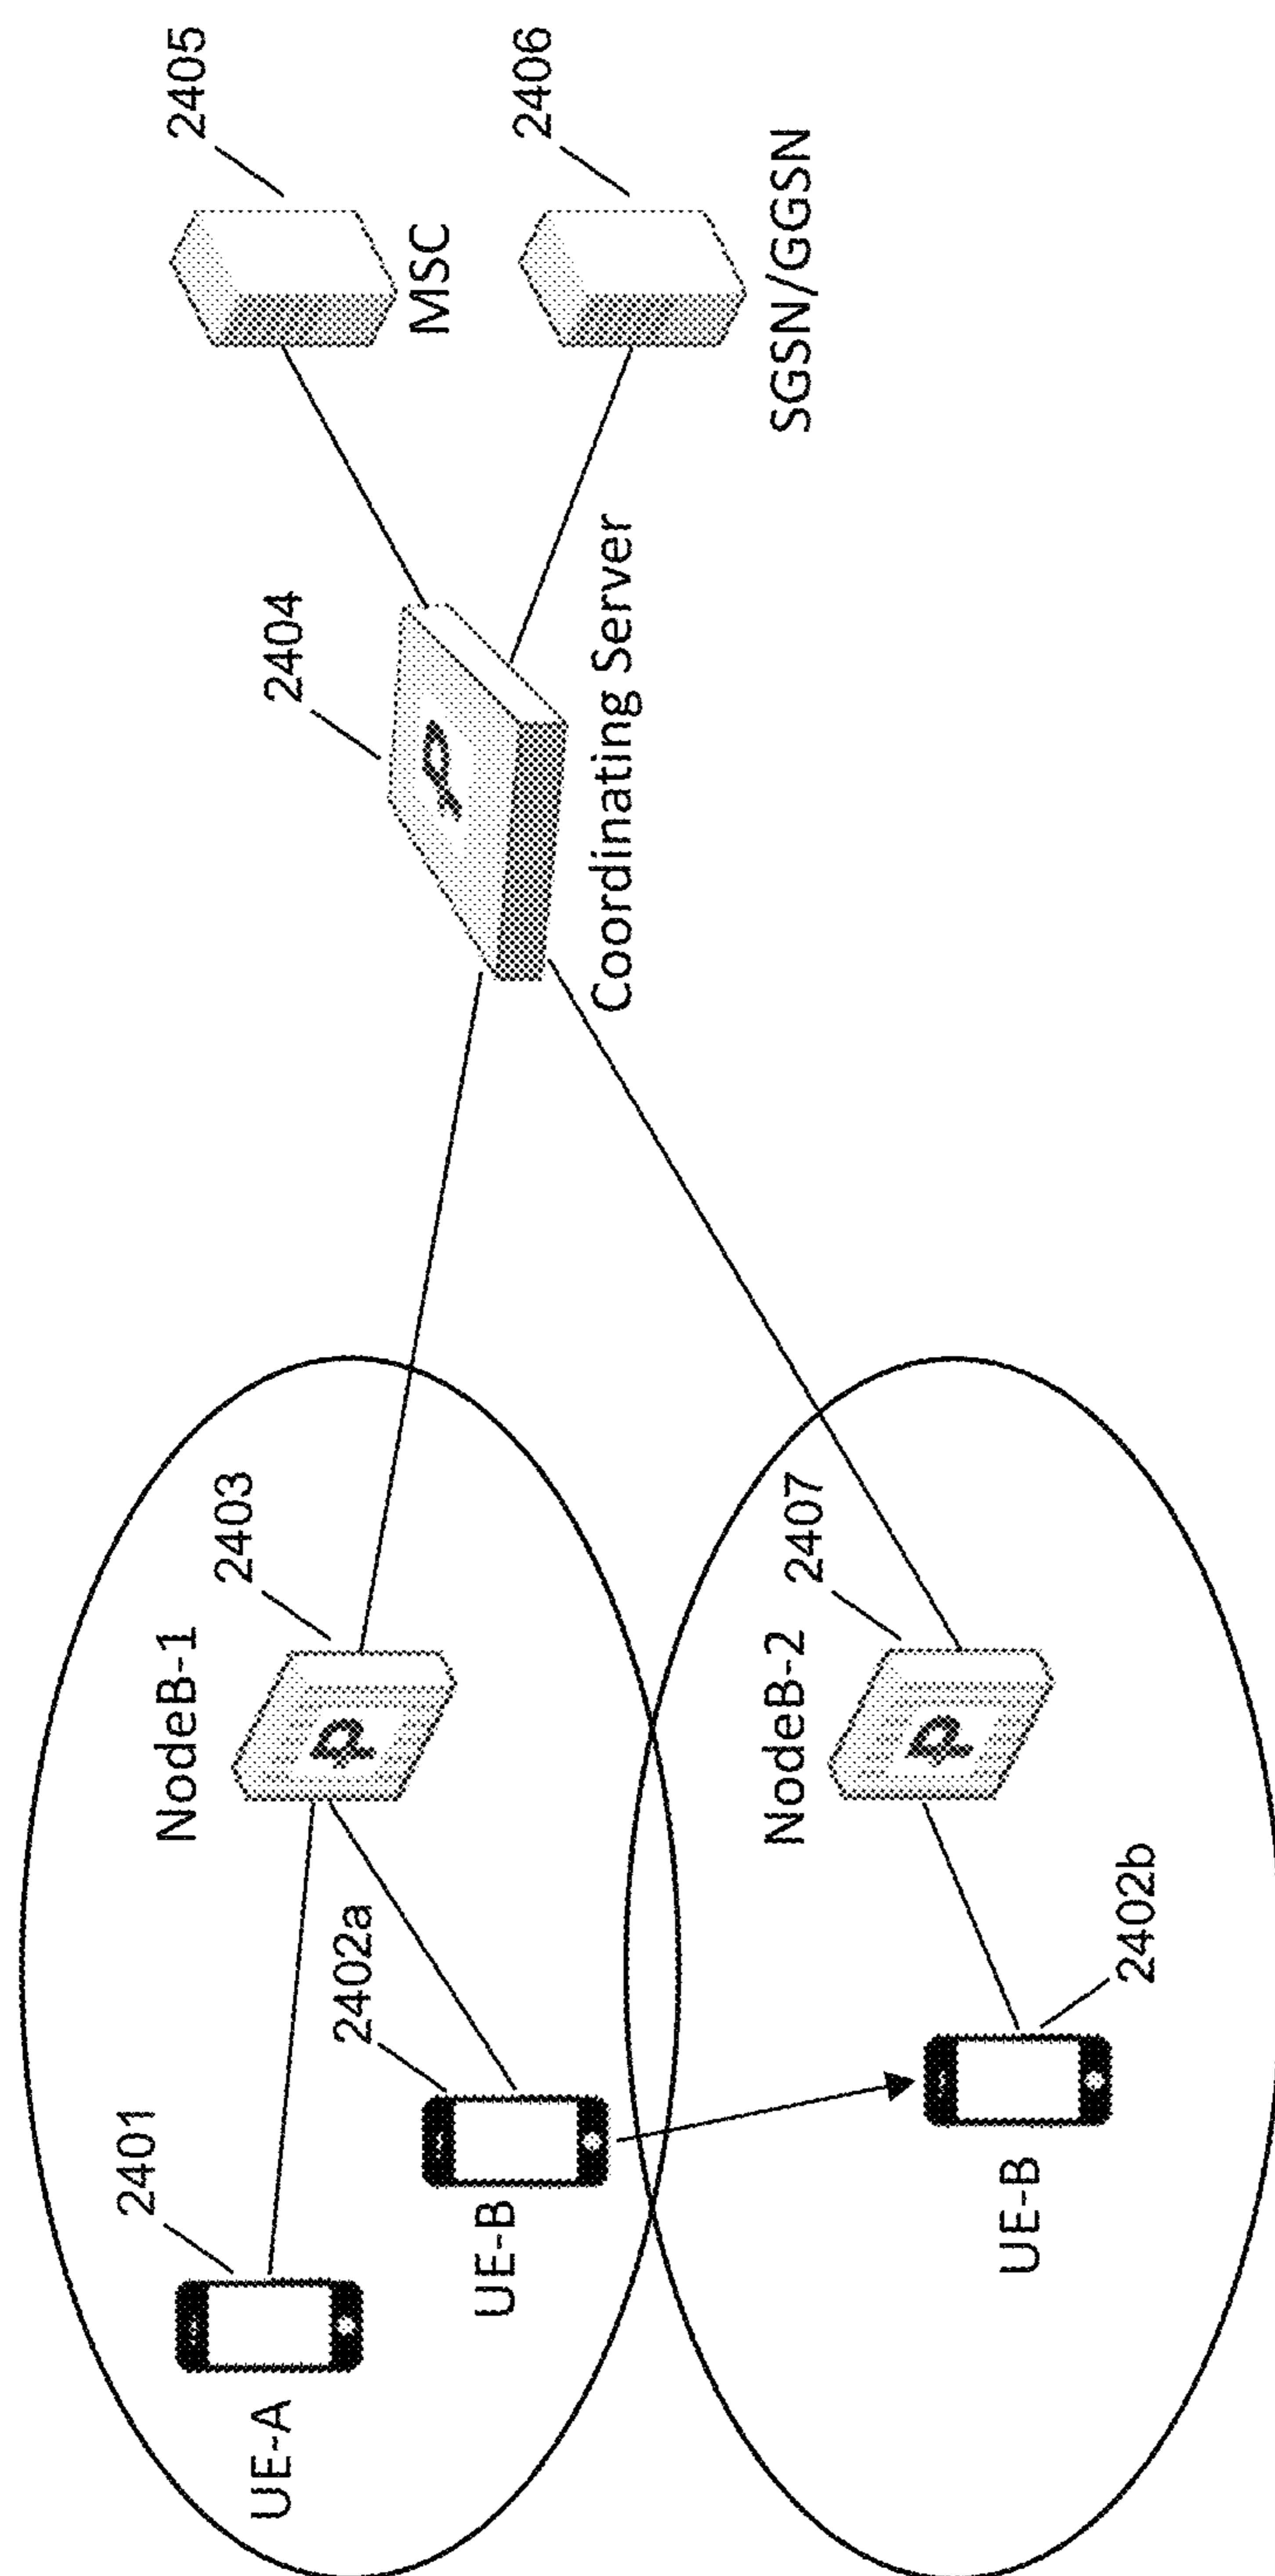 2401
UE-A
2402a
UE-B
NodeB-1
2403
2404
Coordinating Server
2405
MSC
2406
SGSN/GGSN
NodeB-2
2407
UE-B
2402b